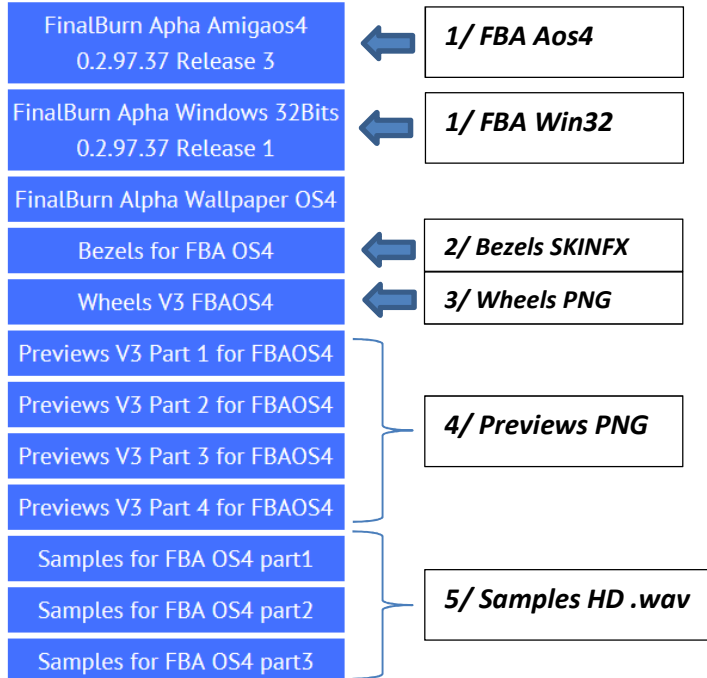 FinalBurn Apha Amigaos4
0.2.97.37 Release 3
1/ FBA Aos4
FinalBurn Apha Windows 32Bits
0.2.97.37 Release 1
1/ FBA Win32
FinalBurn Alpha Wallpaper OS4
Bezels for FBA OS4
2/ Bezels SKINFX
Wheels V3 FBAOS4
3/ Wheels PNG
Previews V3 Part 1 for FBAOS4
Previews V3 Part 2 for FBAOS4
Previews V3 Part 3 for FBAOS4
Previews V3 Part 4 for FBAOS4
4/ Previews PNG
Samples for FBA OS4 part1
Samples for FBA OS4 part2
Samples for FBA OS4 part3
5/ Samples HD .wav